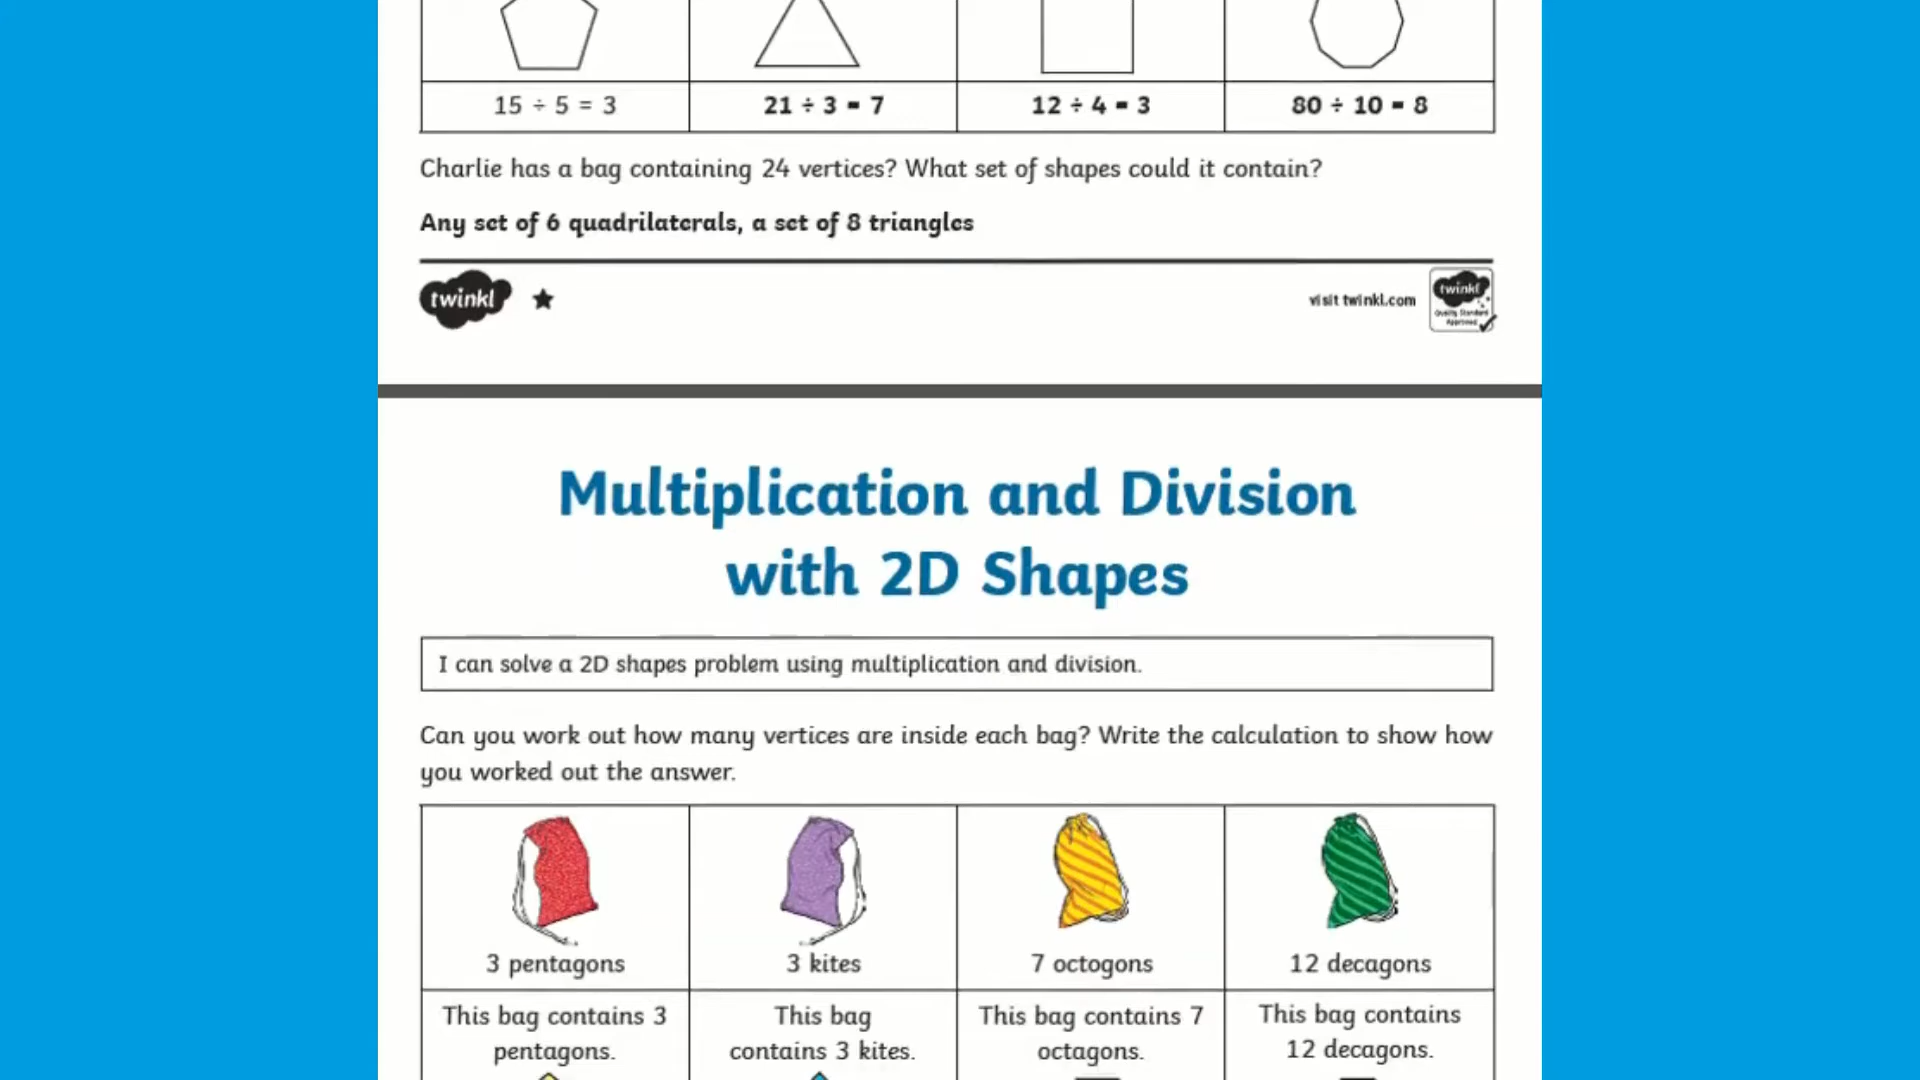 15 ÷ 5 = 3
21 ÷ 3 = 7
12 ÷ 4 = 3
80 ÷ 10 = 8
Charlie has a bag containing 24 vertices? What set of shapes could it contain?
Any set of 6 quadrilaterals, a set of 8 triangles
twinkl
visit twinkl.com
twinkl
Quality Standard
Approved
Multiplication and Division
with 2D Shapes
I can solve a 2D shapes problem using multiplication and division.
Can you work out how many vertices are inside each bag? Write the calculation to show how
you worked out the answer.
3 pentagons
3 kites
7 octogons
12 decagons
This bag contains 3
pentagons.
This bag
contains 3 kites.
This bag contains 7
octagons.
This bag contains
12 decagons.